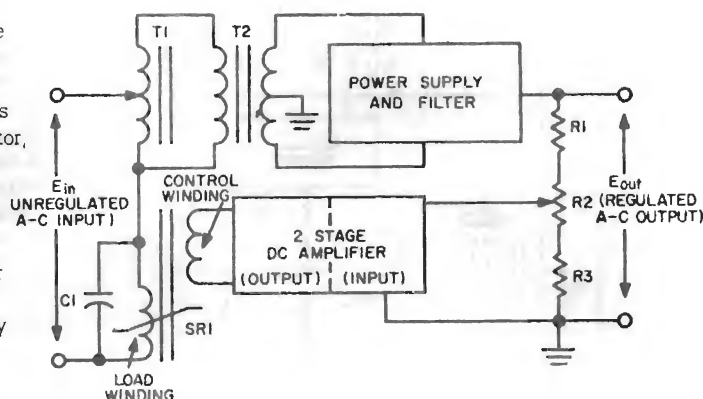 T1
T2
POWER SUPPLY
AND FILTER
R1
Ein
UNREGULATED
A-C INPUT)
CONTROL
WINDING
2 STAGE
DC AMPLIFIER
(OUTPUT) (INPUT)
R2
Eout
(REGULATED
A-C OUTPUT)
R3
C1
SR1
LOAD
WINDING
e
s
tor,
r
y